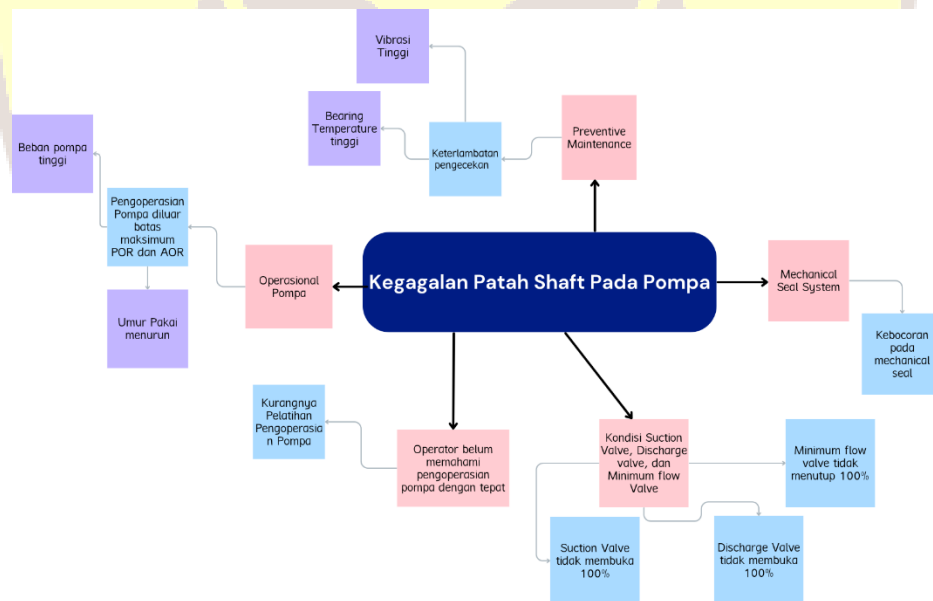 Vibrasi
Tinggi
Bearing
Temperature
tinggi
Keterlambatan
pengecekan
Preventive
Maintenance
Beban pompa
tinggi
Pengoperasian
Pompa diluar
batas
maksimum
POR dan AOR
Operasional
Pompa
Umur Pakai
menurun
Kegagalan Patah Shaft Pada Pompa
Mechanical
Seal System
Kebocoran
pada
mechanical
seal
Kurangnya
Pelatihan
Pengoperasia
n Pompa
Operator belum
memahami
pengoperasian
pompa dengan tepat
Kondisi Suction
Valve, Discharge
valve, dan
Minimum flow
Valve
Minimum flow
valve tidak
menutup 100%
Suction Valve
tidak membuka
100%
Discharge Valve
tidak membuka
100%